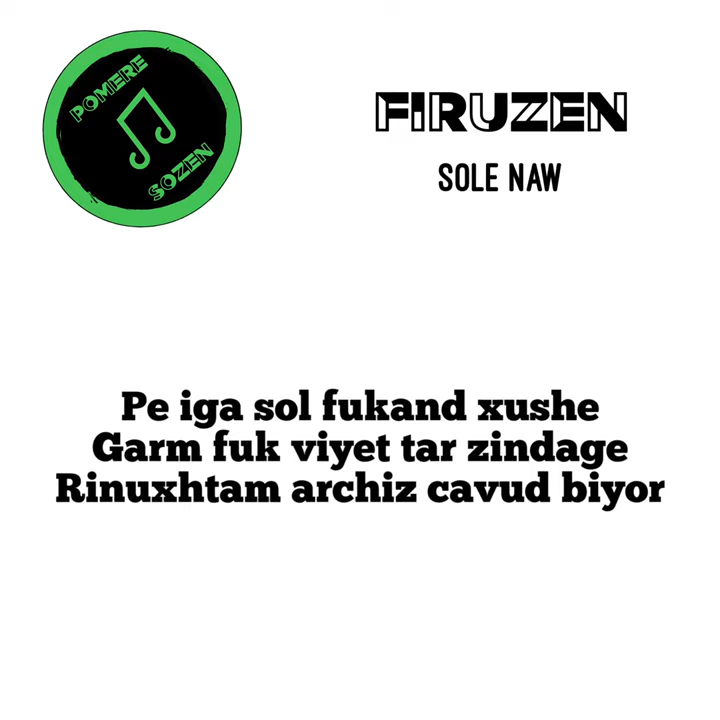 POMERE
SOZEN
FIRUZEN
SOLE NAW
Pe iga sol fukand xushe
Garm fuk viyet tar zindage
Rinuxhtam archiz cavud biyor